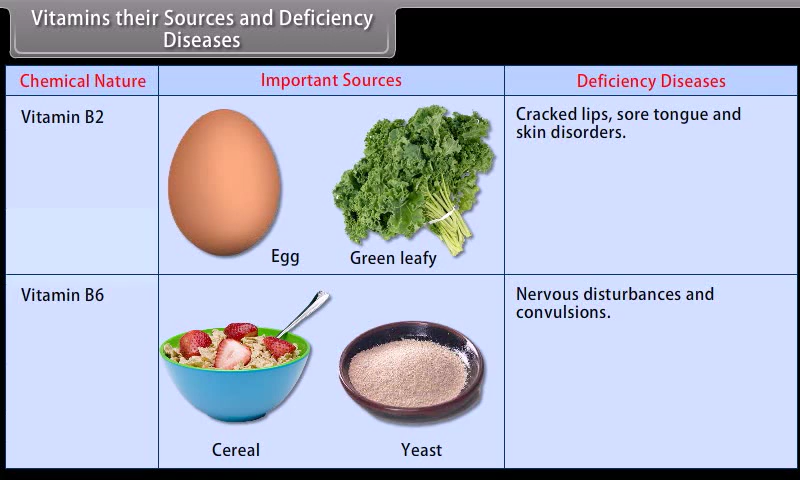 Vitamins their Sources and Deficiency
Diseases
Chemical Nature
Important Sources
Deficiency Diseases
Vitamin B2
Egg
Green leafy
Cracked lips, sore tongue and
skin disorders.
Vitamin B6
Cereal
Yeast
Nervous disturbances and
convulsions.